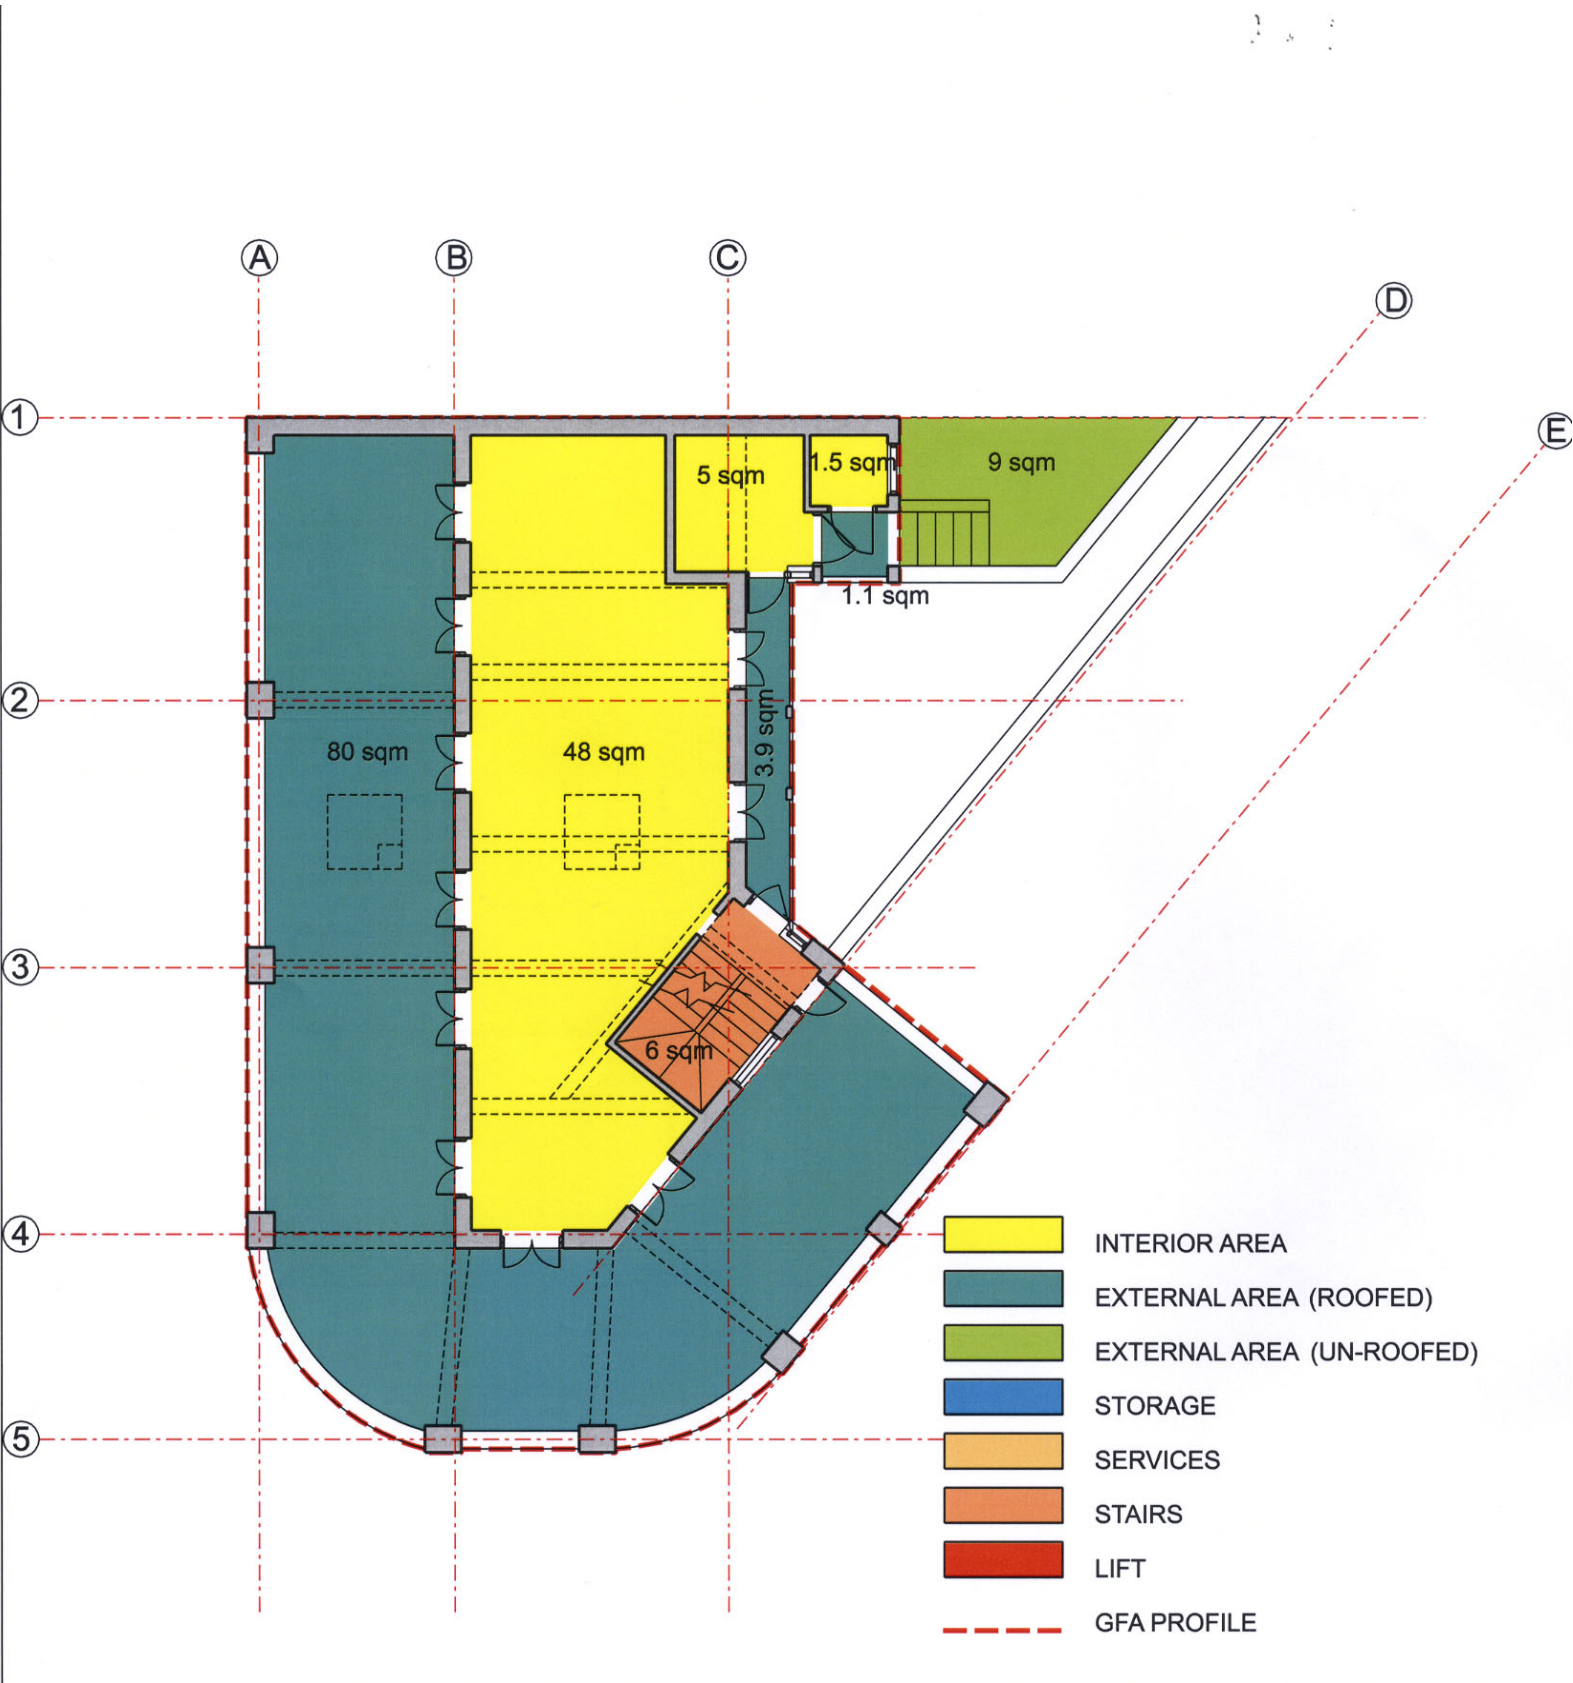 A
B
C
D
E
1
9 sqm
1.5 sqm
5 sqm
1.1 sqm
2
3.9 sqm
80 sqm
48 sqm
3
6 sqm
4
INTERIOR AREA
EXTERNAL AREA (ROOFED)
EXTERNAL AREA (UN-ROOFED)
STORAGE
5
SERVICES
STAIRS
LIFT
GFA PROFILE